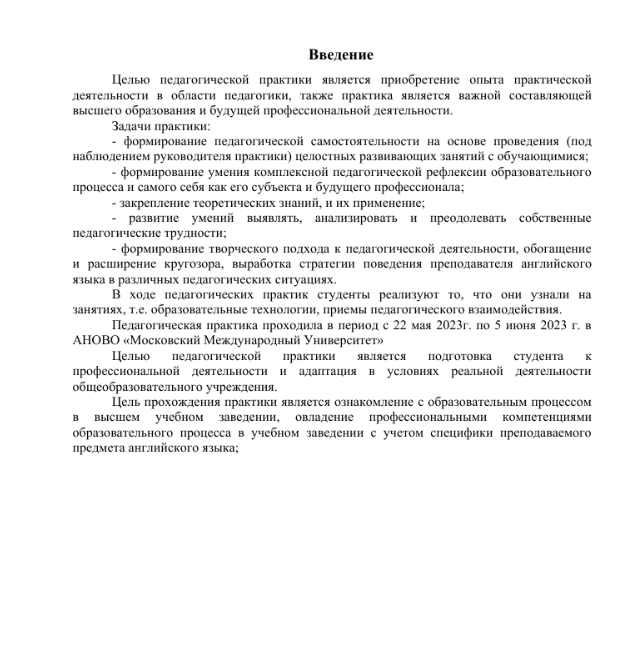 Введение
Целью педагогической практики является приобретение опыта практической
деятельности в области педагогики, также практика является важной составляющей
высшего образования и будущей профессиональной деятельности.
Задачи практики:
- формирование педагогической самостоятельности на основе проведения (под
наблюдением руководителя практики) целостных развивающих занятий с обучающимися;
- формирование умения комплексной педагогической рефлексии образовательного
процесса и самого себя как его субъекта и будущего профессионала;
- закрепление теоретических знаний, и их применение;
- развитие умений выявлять, анализировать и преодолевать собственные
педагогические трудности;
- формирование творческого подхода к педагогической деятельности, обогащение
и расширение кругозора, выработка стратегии поведения преподавателя английского
языка в различных педагогических ситуациях.
В ходе педагогических практик студенты реализуют то, что они узнали на
занятиях, т.е. образовательные технологии, приемы педагогического взаимодействия.
Педагогическая практика проходила в период с 22 мая 2023г. по 5 июня 2023 г. в
АНОВО «Московский Международный Университет»
Целью педагогической практики является подготовка студента к
профессиональной деятельности и адаптация в условиях реальной деятельности
общеобразовательного учреждения.
Цель прохождения практики является ознакомление с образовательным процессом
в высшем учебном заведении, овладение профессиональными компетенциями
образовательного процесса в учебном заведении с учетом специфики преподаваемого
предмета английского языка;